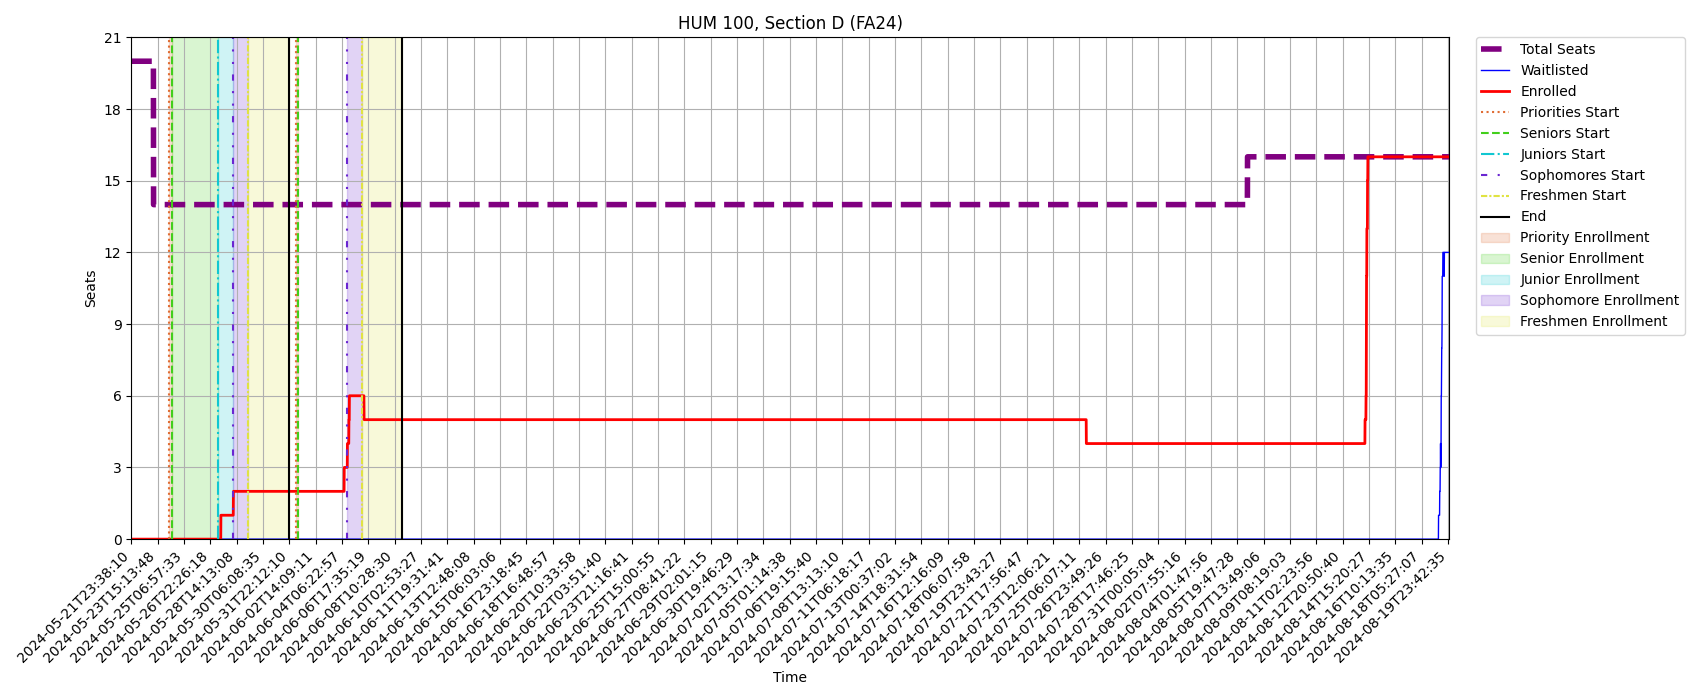 HUM 100, Section D (FA24)
21
18
15
12
9
6
3
0
Seats
2024-05-21T23:38:10
2024-05-23T15:13:48
2024-05-25T06:57:33
2024-05-26T22:26:18
2024-05-28T14:13:08
2024-05-30T06:08:35
2024-05-31T22:12:10
2024-06-02T14:09:11
2024-06-04T06:22:57
2024-06-06T17:35:19
2024-06-08T10:28:30
2024-06-10T02:53:27
2024-06-11T19:31:41
2024-06-13T12:48:08
2024-06-15T06:03:06
2024-06-16T23:18:45
2024-06-18T16:48:57
2024-06-20T10:33:58
2024-06-22T03:51:40
2024-06-23T21:16:41
2024-06-25T15:00:55
2024-06-27T08:41:22
2024-06-29T02:01:15
2024-06-30T19:46:29
2024-07-02T13:17:34
2024-07-05T01:14:38
2024-07-06T19:15:40
2024-07-08T13:13:10
2024-07-11T06:18:17
2024-07-13T00:37:02
2024-07-14T18:31:54
2024-07-16T12:16:09
2024-07-18T06:07:58
2024-07-19T23:43:27
2024-07-21T17:56:47
2024-07-23T12:06:21
2024-07-25T06:07:11
2024-07-26T23:49:26
2024-07-28T17:46:25
2024-07-31T00:05:04
2024-08-02T07:55:16
2024-08-04T01:47:56
2024-08-05T19:47:28
2024-08-07T13:49:06
2024-08-09T08:19:03
2024-08-11T02:23:56
2024-08-12T20:50:40
2024-08-14T15:20:27
2024-08-16T10:13:35
2024-08-18T05:27:07
2024-08-19T23:42:35
Time
Total Seats
Waitlisted
Enrolled
Priorities Start
Seniors Start
Juniors Start
Sophomores Start
Freshmen Start
End
Priority Enrollment
Senior Enrollment
Junior Enrollment
Sophomore Enrollment
Freshmen Enrollment